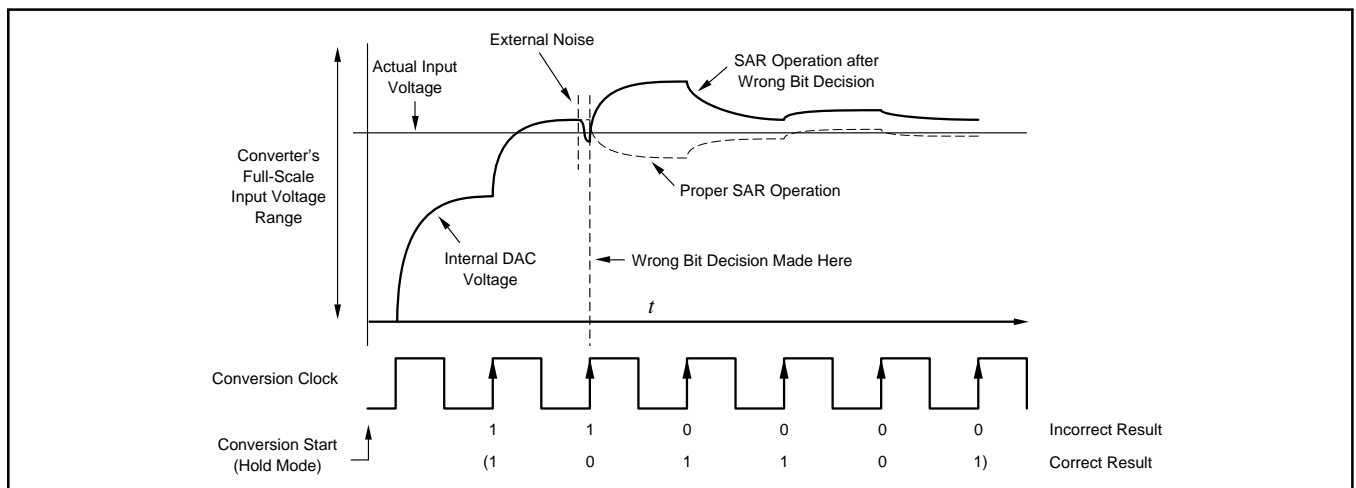 External Noise
SAR Operation after
Wrong Bit Decision
Actual Input
Voltage
Converter’s
Full-Scale
Input Voltage
Range
Proper SAR Operation
Internal DAC
Voltage
Wrong Bit Decision Made Here
t
Conversion Clock
1 1 0 0 0 0 Incorrect Result
Conversion Start
(Hold Mode)
(1 0 1 1 0 1) Correct Result